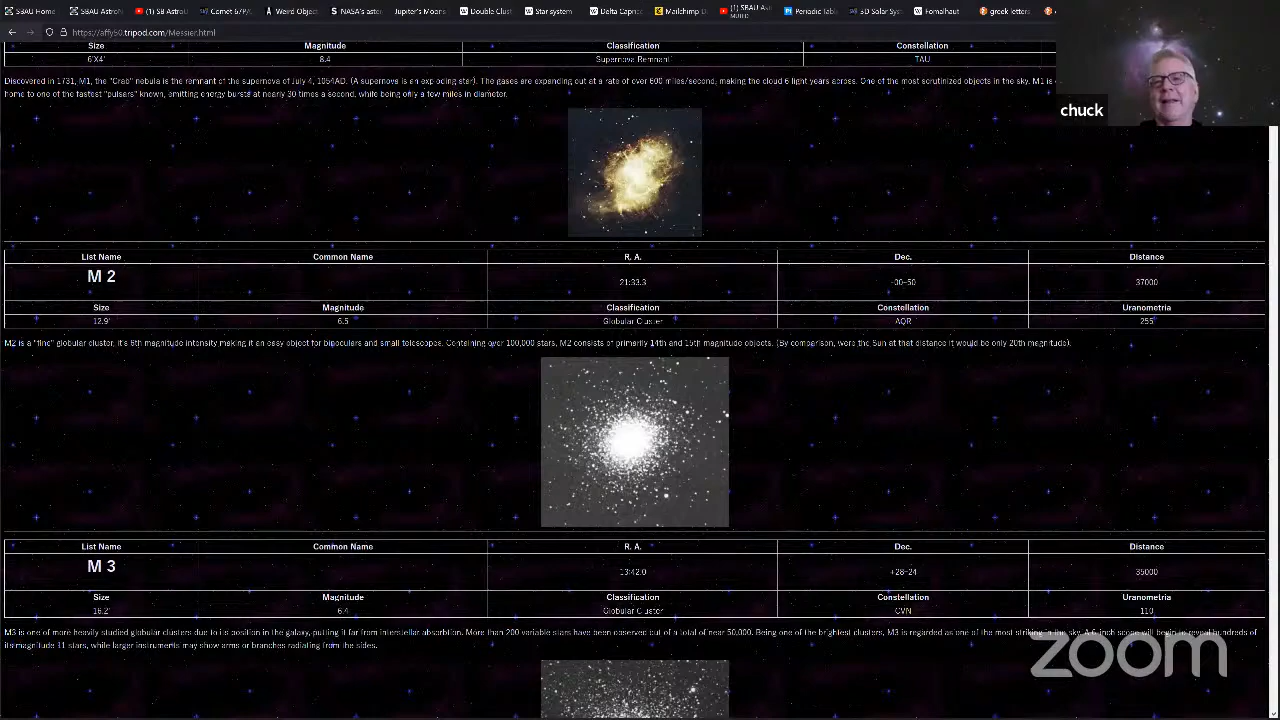 SBAU Home
SBAU AstroN
(1) SB AstroU
Comet 67/P
Weird Object
NASA's aster
Jupiter's Moons
Double Clust
Star system
Delta Caprico
Mailchimp D
(1) SBAU Ast
MUTED
Periodic Table
3D Solar Sys
Fomalhaut
greek letters
https://affy50.tripod.com/Messier.html
Size Magnitude Classification Constellation
6'X4' 8.4 Supernova Remnant TAU
Discovered in 1731, M1, the "Crab" nebula is the remnant of the supernova of July 4, 1054AD. (A supernova is an exploding star). The gases are expanding out at a rate of over 600 miles/second, making the cloud 6 light years across. One of the most scrutinized objects in the sky, M1 is
home to one of the fastest "pulsars" known, emitting energy bursts at nearly 30 times a second, while being only a few miles in diameter.
chuck
List Name Common Name R. A. Dec. Distance
M 2 21:33.3 -00-50 37000
Size Magnitude Classification Constellation Uranometria
12.9' 6.5 Globular Cluster AQR 255
M2 is a "fine" globular cluster, it's 6th magnitude intensity making it an easy object for binoculars and small telescopes. Containing over 100,000 stars, M2 consists of primarily 14th and 15th magnitude objects. (By comparison, were the Sun at that distance it would be only 20th magnitude).
List Name Common Name R. A. Dec. Distance
M 3 13:42.0 +28-24 35000
Size Magnitude Classification Constellation Uranometria
16.2' 6.4 Globular Cluster CVN 110
M3 is one of more heavily studied globular clusters due to its position in the galaxy, putting it far from interstellar absorption. More than 200 variable stars have been observed out of a total of near 50,000. Being one of the brightest clusters, M3 is regarded as one of the most striking in the sky. A 6-inch scope will begin to reveal hundreds of
its magnitude 11 stars, while larger instruments may show arms or branches radiating from the sides.
zoom